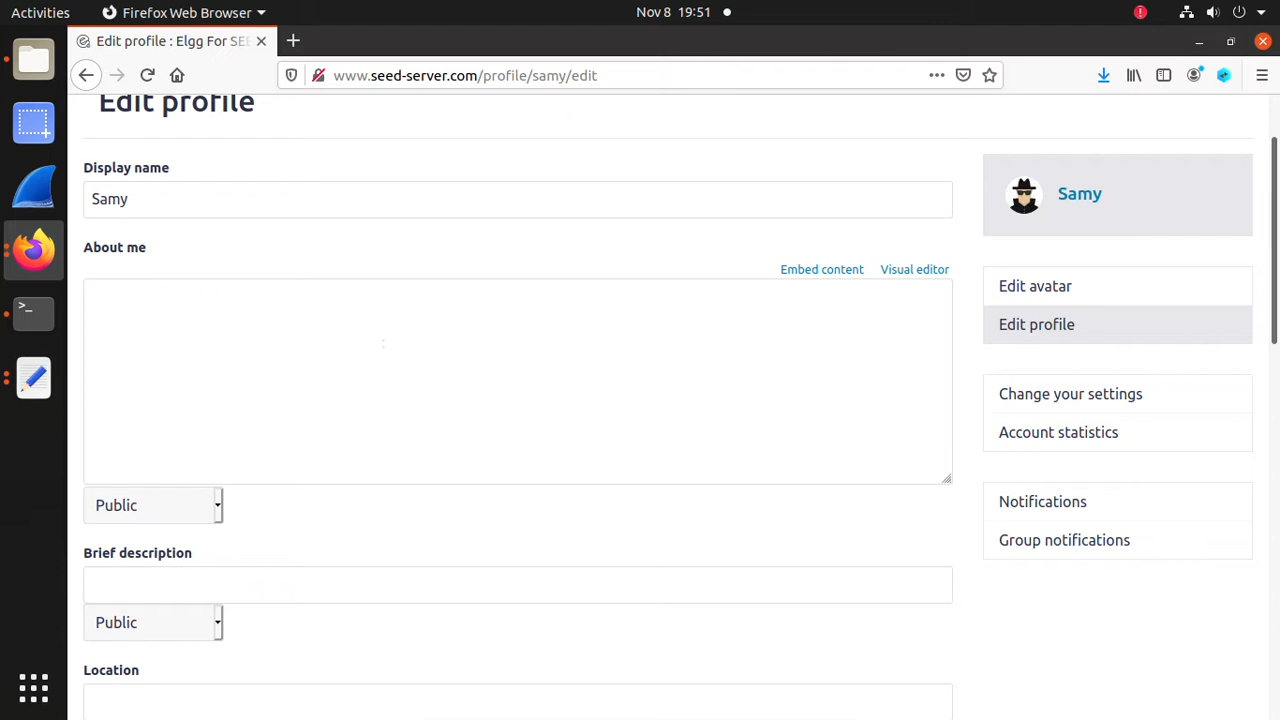 Activities
Firefox Web Browser
Nov 8 19:51
Edit profile : Elgg For SEE
www.seed-server.com/profile/samy/edit
Edit profile
Display name
Samy
Samy
About me
Embed content Visual editor
Edit avatar
Edit profile
Change your settings
Account statistics
Public
Notifications
Brief description
Group notifications
Public
Location